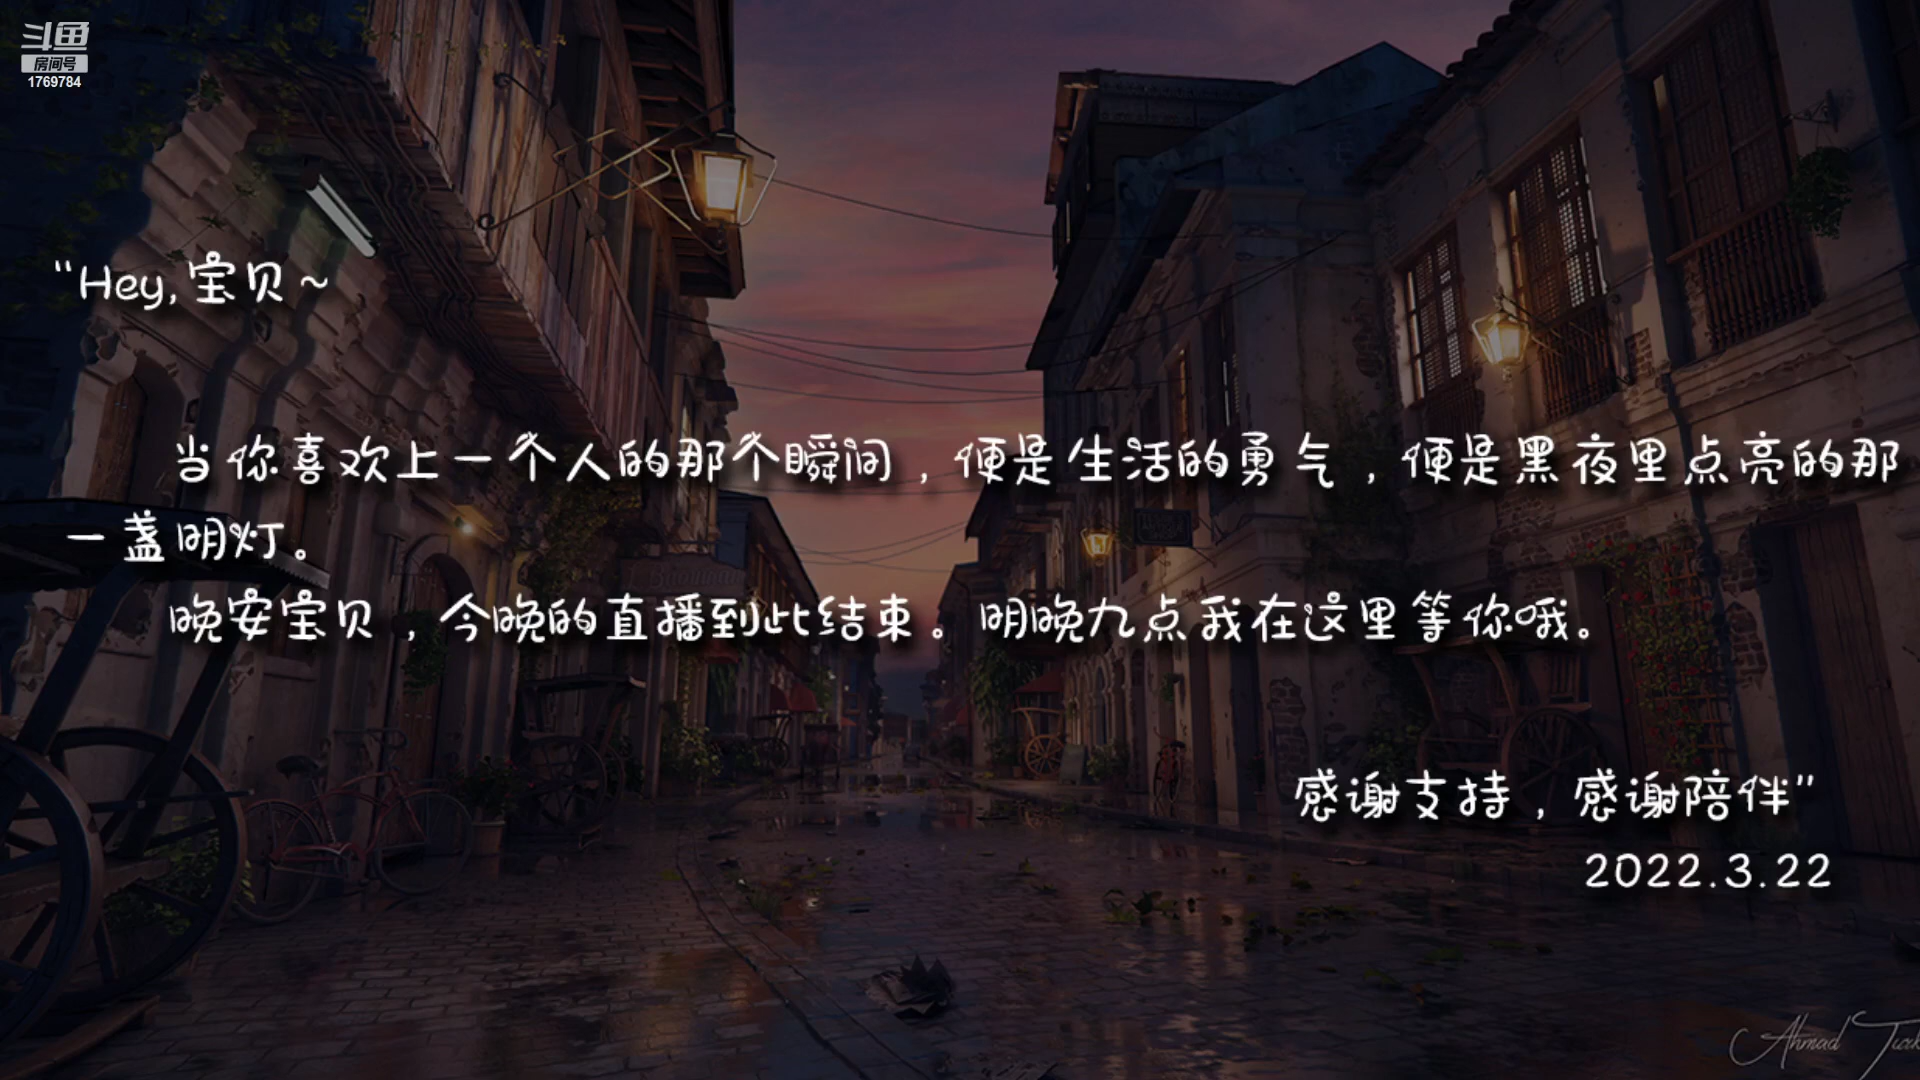 斗鱼
房间号
1769784
“Hey,宝贝~
当你喜欢上一个人的那个瞬间，便是生活的勇气，便是黑夜里点亮的那
一盏明灯。
晚安宝贝，今晚的直播到此结束。明晚九点我在这里等你哦。
感谢支持，感谢陪伴”
2022.3.22
Ahmad